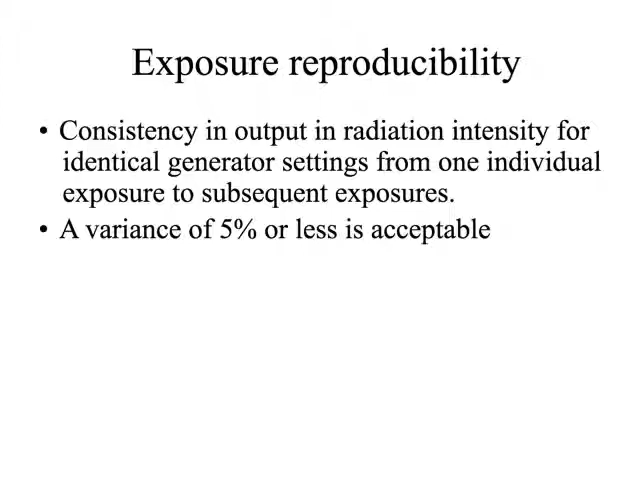 Exposure reproducibility
• Consistency in output in radiation intensity for
identical generator settings from one individual
exposure to subsequent exposures.
• A variance of 5% or less is acceptable